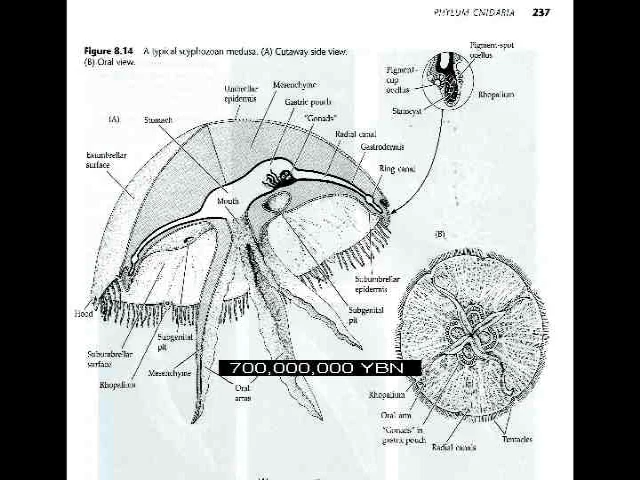 PHYLUM CNIDARIA 237
Figure 8.14 A typical scyphozoan medusa. (A) Cutaway side view.
(B) Oral view.
Pigment-spot
ocellus
Pigment-
cup
ocellus
Rhopalium
Statocyst
Umbrellar
epidermis
Mesenchyme
Gastric pouch
(A)
Stomach
"Gonads"
Radial canal
Gastrodermis
Exumbrellar
surface
Ring canal
Mouth
(B)
Subumbrellar
epidermis
Hood
Subgenital
pit
Subgenital
pit
Subumbrellar
surface
Mesenchyme
700,000,000 YBN
Rhopalium
Oral
arms
Rhopalium
Oral arm
"Gonads" in
gastric pouch
Radial canals
Tentacles